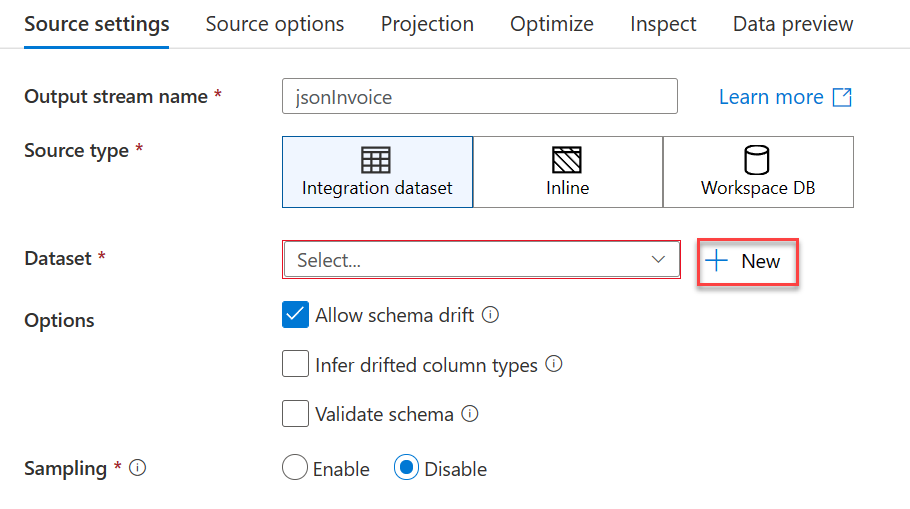 Source settings Source options Projection Optimize Inspect Data preview
Output stream name * jsonInvoice Learn more
Source type *
Integration dataset Inline Workspace DB
Dataset * Select... New
Options Allow schema drift
Infer drifted column types
Validate schema
Sampling * Enable Disable